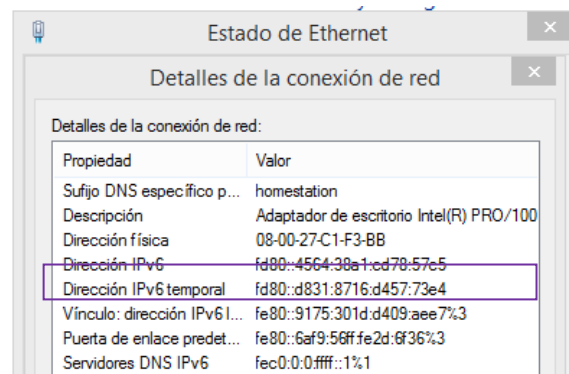 Estado de Ethernet
Detalles de la conexión de red
Detalles de la conexión de red:
Propiedad Valor
Sufijo DNS específico p... homestation
Descripción Adaptador de escritorio Intel(R) PRO/100
Dirección física 08-00-27-C1-F3-BB
Dirección IPv6 fd80::4564:38a1:cd78:57c5
Dirección IPv6 temporal fd80::d831:8716:d457:73e4
Vínculo: dirección IPv6 l... fe80::9175:301d:d409:aee7%3
Puerta de enlace predet... fe80::6af9:56ff:fe2d:6f36%3
Servidores DNS IPv6 fec0:0:0:ffff::1%1